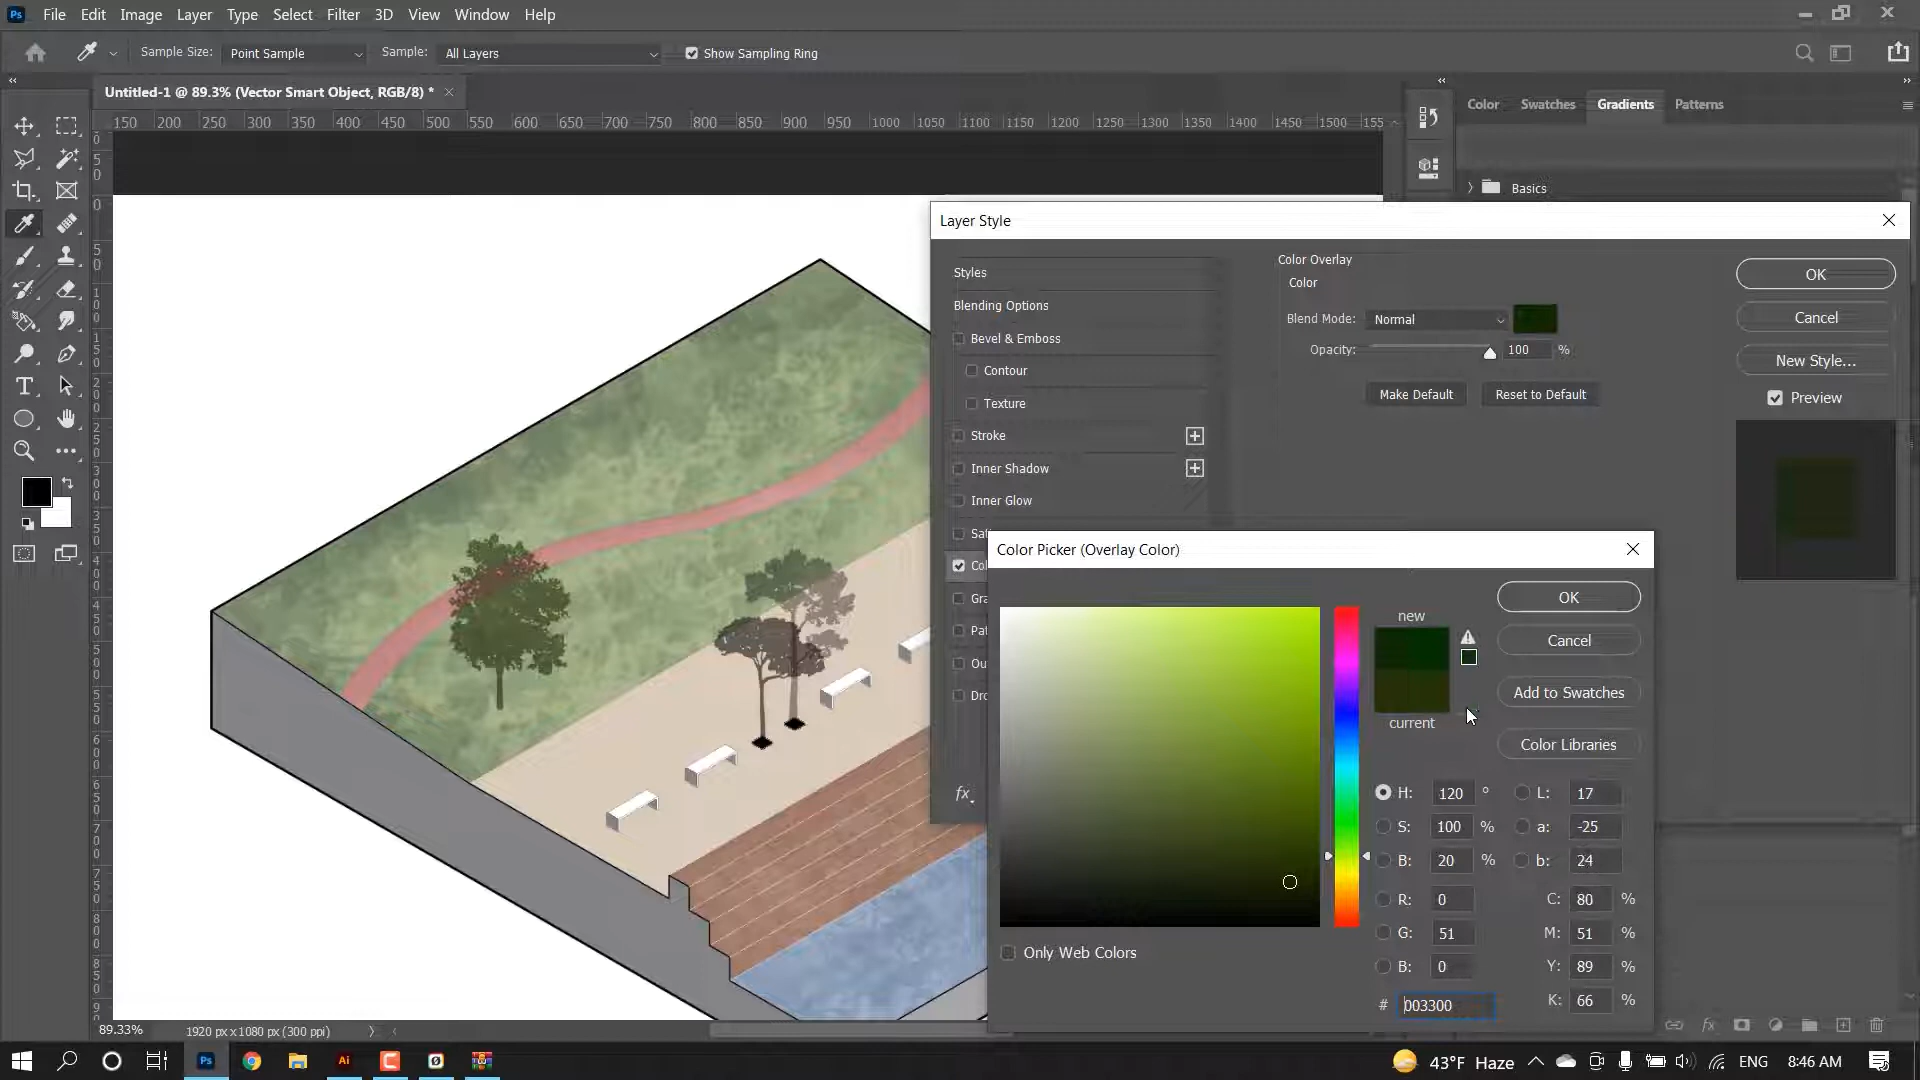 Ps File Edit Image Layer Type Select Filter 3D View Window Help
Sample Size: Point Sample Sample: All Layers Show Sampling Ring
Untitled-1 @ 89.3% (Vector Smart Object, RGB/8) *
Color Swatches Gradients Patterns
150 200 250 300 350 400 450 500 550 600 650 700 750 800 850 900 950 1000 1050 1100 1150 1200 1250 1300 1350 1400 1450 1500 155
Basics
Layer Style
Styles
Blending Options
Bevel & Emboss
Contour
Texture
Stroke
Inner Shadow
Inner Glow
Color Overlay
Color
Blend Mode: Normal
Opacity: 100 %
Make Default Reset to Default
OK
Cancel
New Style...
Preview
fx
Color Picker (Overlay Color)
new
current
OK
Cancel
Add to Swatches
Color Libraries
H: 120 ° L: 17
S: 100 % a: -25
B: 20 % b: 24
R: 0 C: 80 %
G: 51 M: 51 %
B: 0 Y: 89 %
# 003300 K: 66 %
Only Web Colors
89.33% 1920 px x 1080 px (300 ppi)
fx
Ps Ai 43°F Haze ENG 8:46 AM